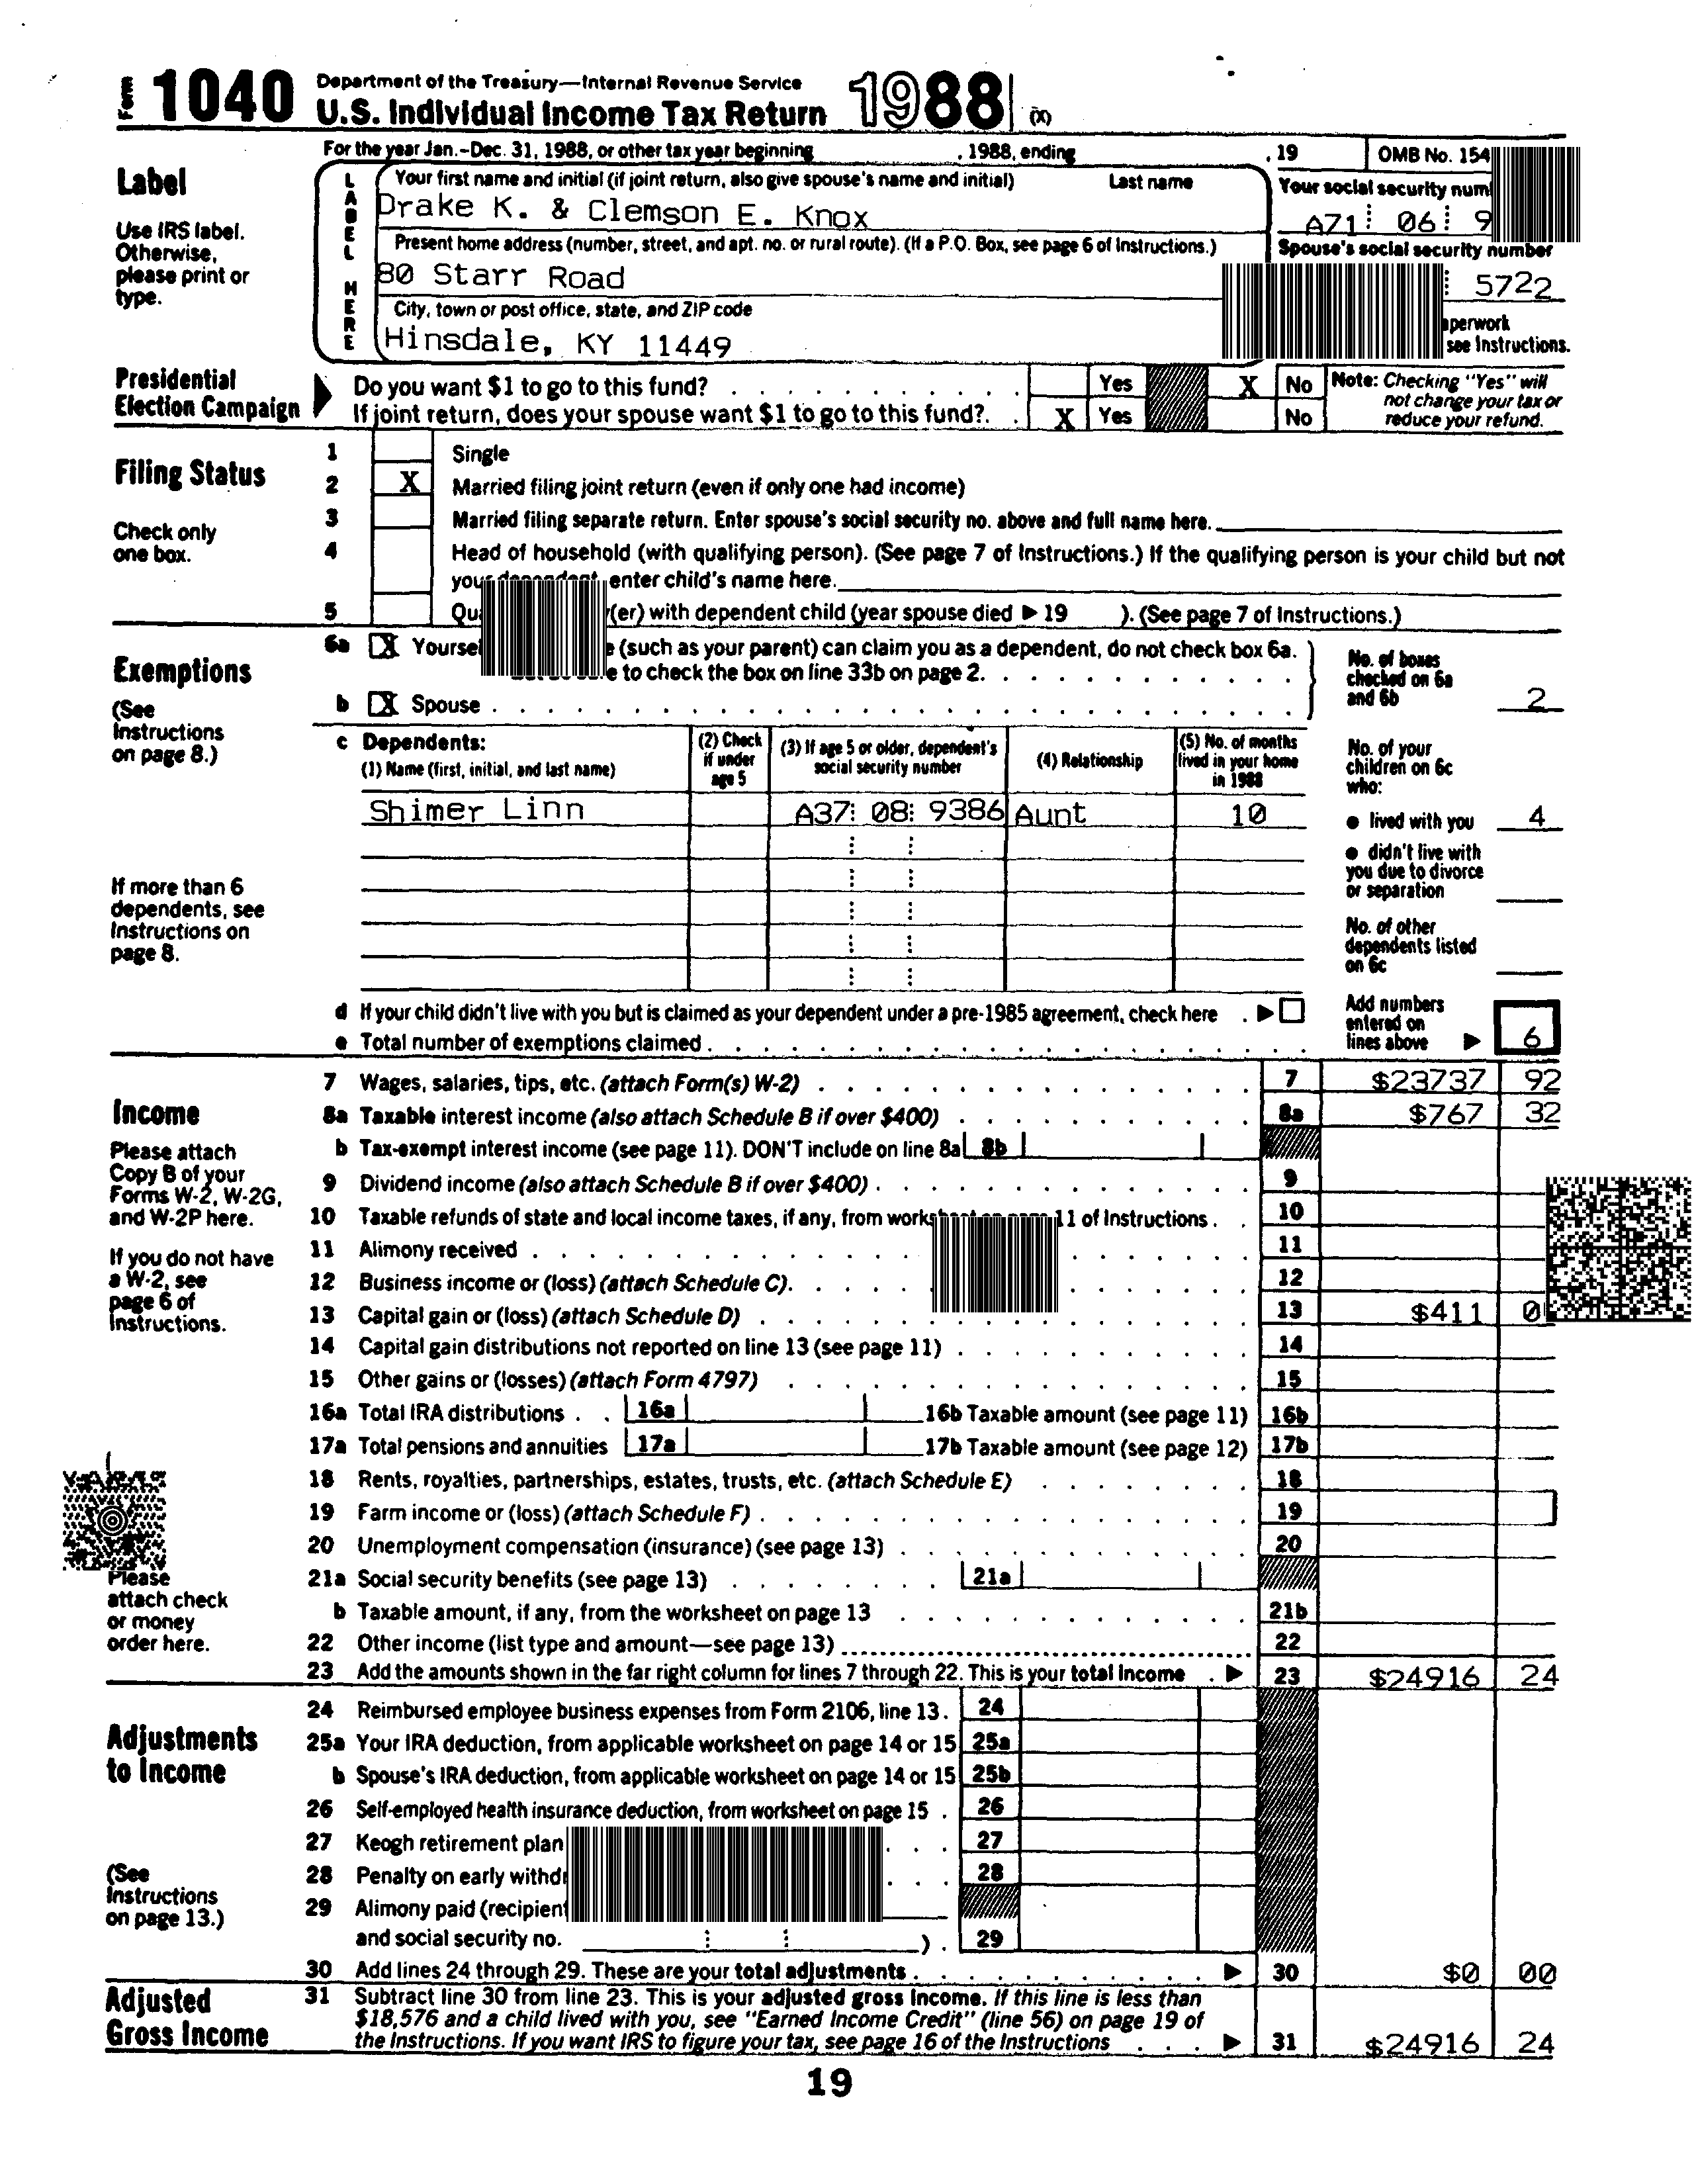 Form 1040 Department of the Treasury—Internal Revenue Service
U.S. Individual Income Tax Return 1988 (X)
For the year Jan.-Dec. 31, 1988, or other tax year beginning , 1988, ending , 19 OMB No. 154
Label
Use IRS label. Otherwise, please print or type.
LABEL HERE
Your first name and initial (if joint return, also give spouse's name and initial) Last name
Drake K. & Clemson E. Knox
Your social security num
A71 06 9
Present home address (number, street, and apt. no. or rural route). (If a P.O. Box, see page 6 of Instructions.)
80 Starr Road
Spouse's social security number
5722
City, town or post office, state, and ZIP code
Hinsdale, KY 11449
see Instructions.
Presidential Election Campaign
Do you want $1 to go to this fund? Yes X No
If joint return, does your spouse want $1 to go to this fund? X Yes No
Note: Checking "Yes" will not change your tax or reduce your refund.
Filing Status
Check only one box.
1 Single
2 X Married filing joint return (even if only one had income)
3 Married filing separate return. Enter spouse's social security no. above and full name here.
4 Head of household (with qualifying person). (See page 7 of Instructions.) If the qualifying person is your child but not
enter child's name here.
5 (er) with dependent child (year spouse died ▶ 19 ). (See page 7 of Instructions.)
Exemptions
(See Instructions on page 8.)
6a X Yoursel (such as your parent) can claim you as a dependent, do not check box 6a.
to check the box on line 33b on page 2.
b X Spouse
No. of boxes checked on 6a and 6b 2
c Dependents:
(1) Name (first, initial, and last name) (2) Check if under age 5 (3) If age 5 or older, dependent's social security number (4) Relationship (5) No. of months lived in your home in 1988
Shimer Linn A37 08 9386 Aunt 10
No. of your children on 6c who:
● lived with you 4
● didn't live with you due to divorce or separation
No. of other dependents listed on 6c
If more than 6 dependents, see Instructions on page 8.
d If your child didn't live with you but is claimed as your dependent under a pre-1985 agreement, check here ▶
e Total number of exemptions claimed
Add numbers entered on lines above ▶ 6
Income
Please attach Copy B of your Forms W-2, W-2G, and W-2P here.
If you do not have a W-2, see page 6 of Instructions.
Please attach check or money order here.
7 Wages, salaries, tips, etc. (attach Form(s) W-2) 7 $23737 92
8a Taxable interest income (also attach Schedule B if over $400) 8a $767 32
b Tax-exempt interest income (see page 11). DON'T include on line 8a 8b
9 Dividend income (also attach Schedule B if over $400) 9
10 Taxable refunds of state and local income taxes, if any, from 11 of Instructions 10
11 Alimony received 11
12 Business income or (loss) (attach Schedule C) 12
13 Capital gain or (loss) (attach Schedule D) 13 $411 0
14 Capital gain distributions not reported on line 13 (see page 11) 14
15 Other gains or (losses) (attach Form 4797) 15
16a Total IRA distributions 16a 16b Taxable amount (see page 11) 16b
17a Total pensions and annuities 17a 17b Taxable amount (see page 12) 17b
18 Rents, royalties, partnerships, estates, trusts, etc. (attach Schedule E) 18
19 Farm income or (loss) (attach Schedule F) 19
20 Unemployment compensation (insurance) (see page 13) 20
21a Social security benefits (see page 13) 21a
b Taxable amount, if any, from the worksheet on page 13 21b
22 Other income (list type and amount—see page 13) 22
23 Add the amounts shown in the far right column for lines 7 through 22. This is your total income ▶ 23 $24916 24
Adjustments to Income
(See Instructions on page 13.)
24 Reimbursed employee business expenses from Form 2106, line 13. 24
25a Your IRA deduction, from applicable worksheet on page 14 or 15 25a
b Spouse's IRA deduction, from applicable worksheet on page 14 or 15 25b
26 Self-employed health insurance deduction, from worksheet on page 15 26
27 Keogh retirement plan 27
28 Penalty on early 28
29 Alimony paid (recipient
and social security no. ) 29
30 Add lines 24 through 29. These are your total adjustments ▶ 30 $0 00
Adjusted Gross Income
31 Subtract line 30 from line 23. This is your adjusted gross income. If this line is less than
$18,576 and a child lived with you, see "Earned Income Credit" (line 56) on page 19 of
the Instructions. If you want IRS to figure your tax, see page 16 of the Instructions ▶ 31 $24916 24
19